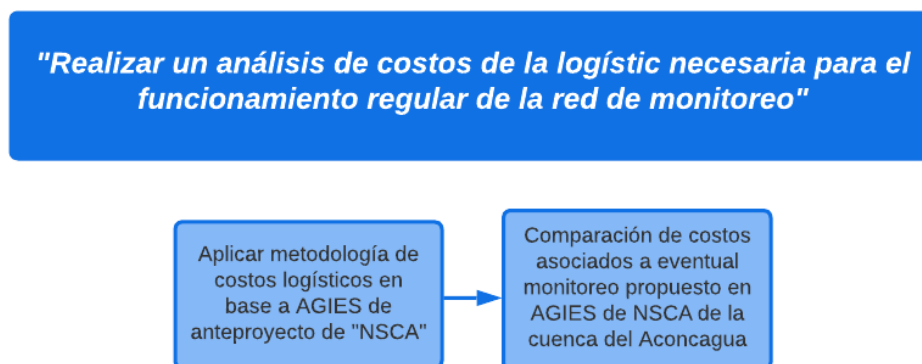 "Realizar un análisis de costos de la logístic necesaria para el
funcionamiento regular de la red de monitoreo"
Aplicar metodología de
costos logísticos en
base a AGIES de
anteproyecto de "NSCA"
Comparación de costos
asociados a eventual
monitoreo propuesto en
AGIES de NSCA de la
cuenca del Aconcagua